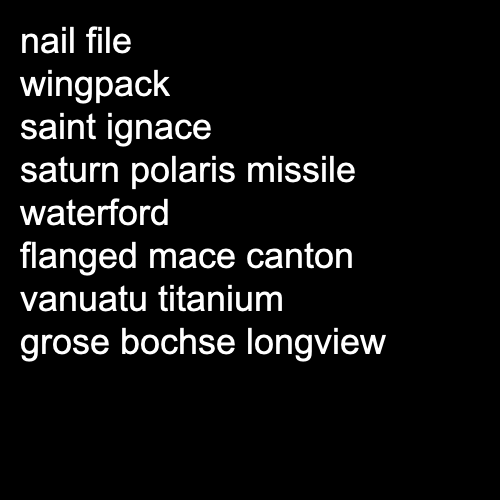 nail file
wingpack
saint ignace
saturn polaris missile
waterford
flanged mace canton
vanuatu titanium
grose bochse longview